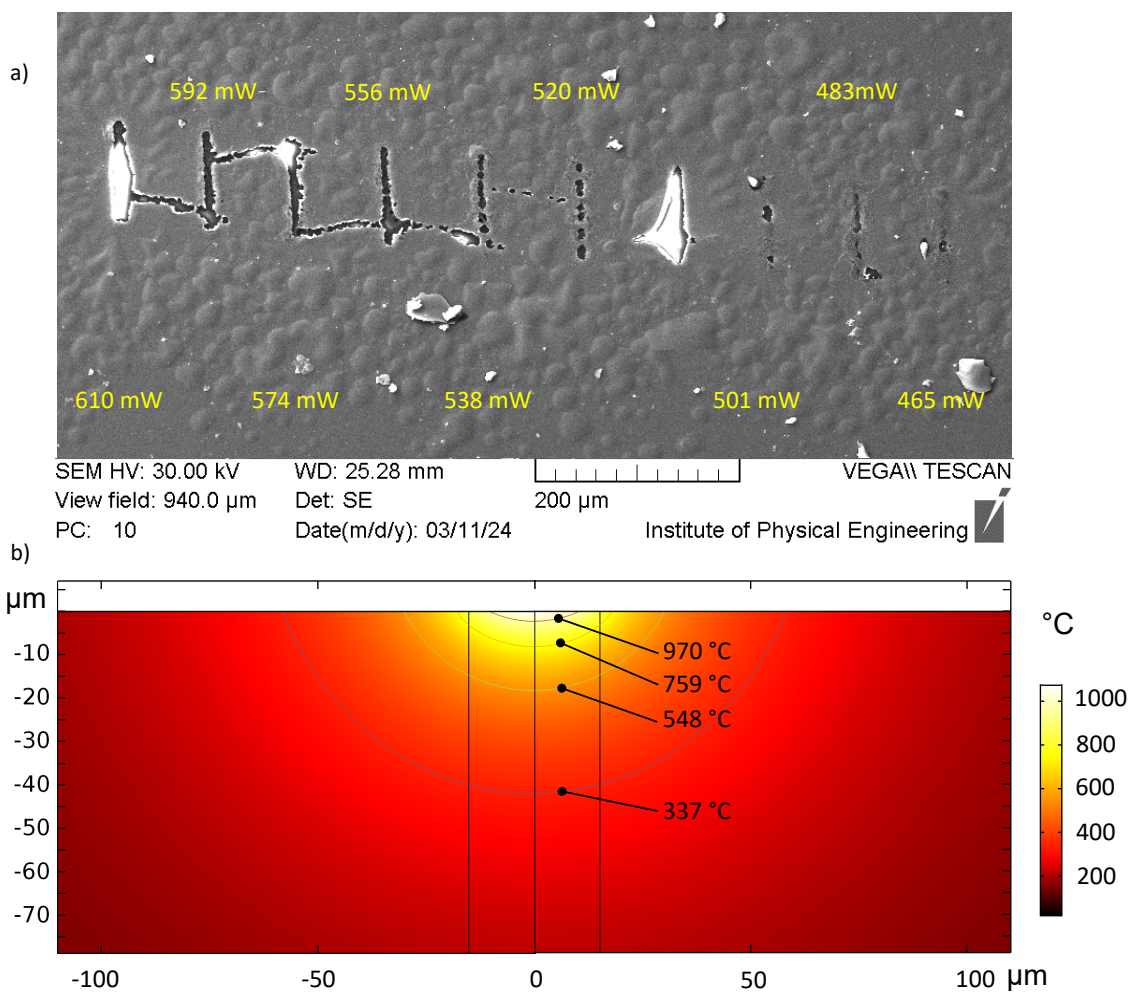 a)
592 mW
556 mW
520 mW
483mW
610 mW
574 mW
538 mW
501 mW
465 mW
SEM HV: 30.00 kV WD: 25.28 mm VEGA\\ TESCAN
View field: 940.0 µm Det: SE 200 µm
PC: 10 Date(m/d/y): 03/11/24 Institute of Physical Engineering
b)
µm
°C
970 °C
759 °C
548 °C
337 °C
-10
-20
-30
-40
-50
-60
-70
1000
800
600
400
200
-100 -50 0 50 100 µm